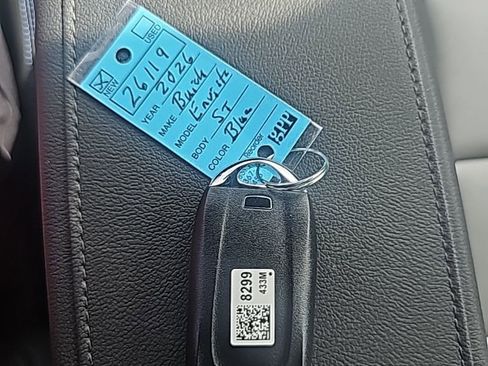 NEW
USED
26119
YEAR 2026
MAKE Buick
MODEL Envista
BODY ST
COLOR Blue
8299
433M